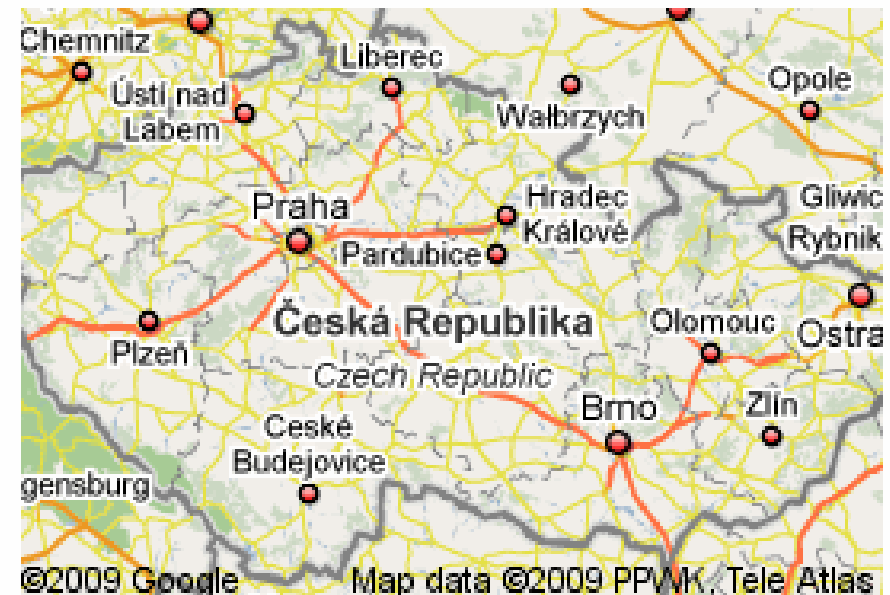 Chemnitz
Liberec
Opole
Ústí nad
Labem
Wałbrzych
Praha
Hradec
Králové
Gliwic
Rybnik
Pardubice
Česká Republika
Olomouc
Ostra
Plzeň
Czech Republic
Brno
Zlín
České
Budejovice
gensburg
©2009 Google
Map data ©2009 PPWK, Tele Atlas